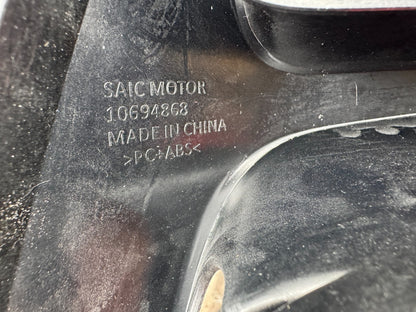 SAIC MOTOR
10694868
MADE IN CHINA
>PC+ABS<